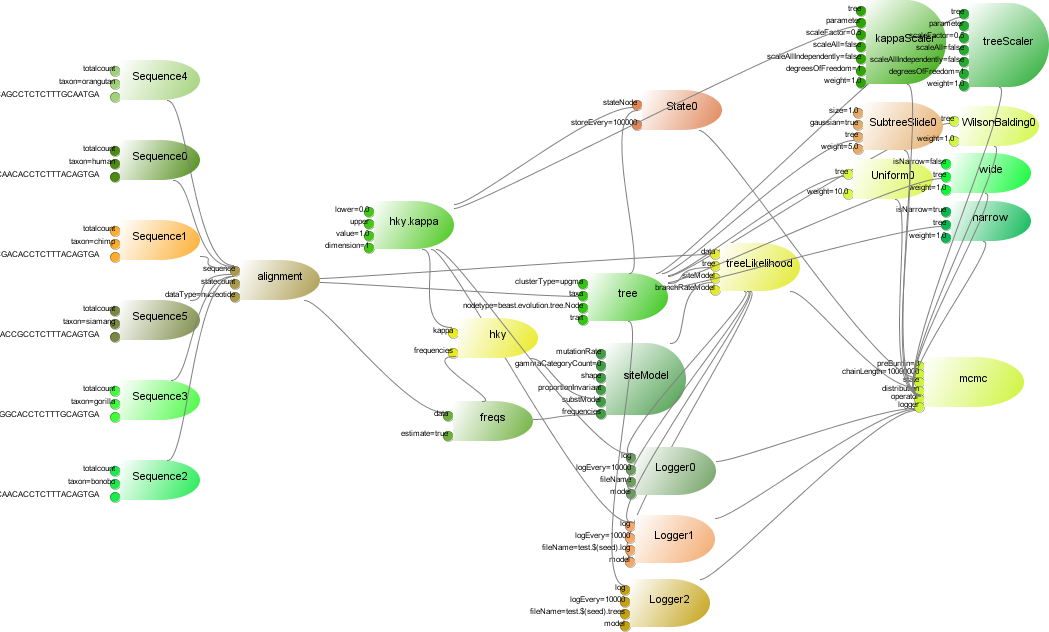 totalcount
taxon=orangutan
AGCCTCTCTTTGCAATGA
Sequence4
totalcount
taxon=human
CAACACCTCTTTACAGTGA
Sequence0
totalcount
taxon=chimp
GACACCTCTTTACAGTGA
Sequence1
totalcount
taxon=siamang
ACCGCCTCTTTACAGTGA
Sequence5
totalcount
taxon=gorilla
GGCACCTCTTTGCAGTGA
Sequence3
totalcount
taxon=bonobo
CAACACCTCTTTACAGTGA
Sequence2
sequence
statecount
dataType=nucleotide
alignment
lower=0.0
upper
value=1.0
dimension=1
hky.kappa
kappa
frequencies
hky
data
estimate=true
freqs
stateNode
storeEvery=100000
State0
clusterType=upgma
taxa
nodetype=beast.evolution.tree.Node
trait
tree
mutationRate
gammaCategoryCount=0
shape
proportionInvariant
substModel
frequencies
siteModel
log
logEvery=10000
fileName
model
Logger0
log
logEvery=10000
fileName=test.$(seed).log
model
Logger1
log
logEvery=10000
fileName=test.$(seed).trees
model
Logger2
data
tree
siteModel
branchRateModel
treeLikelihood
tree
parameter
scaleFactor=0.5
scaleAll=false
scaleAllIndependently=false
degreesOfFreedom=1
weight=1.0
kappaScaler
tree
parameter
scaleFactor=0.5
scaleAll=false
scaleAllIndependently=false
degreesOfFreedom=1
weight=1.0
treeScaler
size=1.0
gaussian=true
tree
weight=5.0
SubtreeSlide0
tree
weight=1.0
WilsonBalding0
tree
weight=10.0
Uniform0
isNarrow=false
tree
weight=1.0
wide
isNarrow=true
tree
weight=1.0
narrow
state
distribution
operator
logger
mcmc